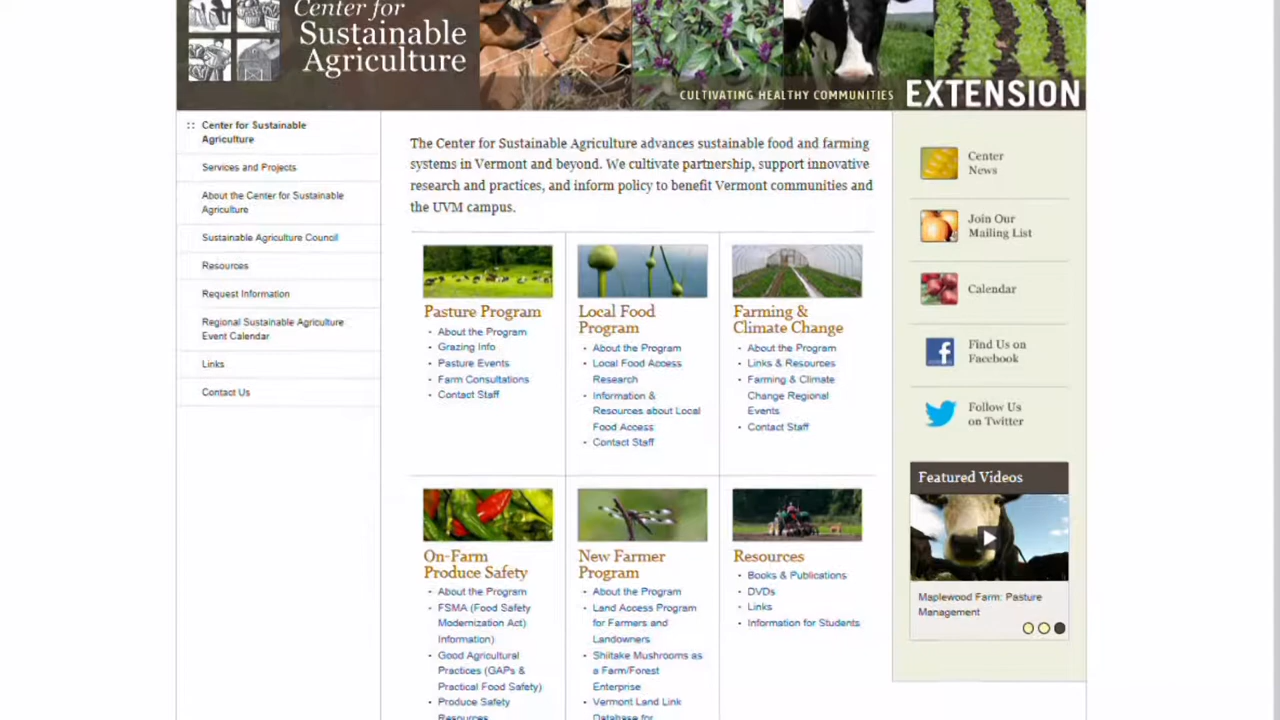 Center for
Sustainable
Agriculture
CULTIVATING HEALTHY COMMUNITIES
EXTENSION
Center for Sustainable
Agriculture
Services and Projects
About the Center for Sustainable
Agriculture
Sustainable Agriculture Council
Resources
Request Information
Regional Sustainable Agriculture
Event Calendar
Links
Contact Us
The Center for Sustainable Agriculture advances sustainable food and farming
systems in Vermont and beyond. We cultivate partnership, support innovative
research and practices, and inform policy to benefit Vermont communities and
the UVM campus.
Pasture Program
• About the Program
• Grazing Info
• Pasture Events
• Farm Consultations
• Contact Staff
Local Food
Program
• About the Program
• Local Food Access
Research
• Information &
Resources about Local
Food Access
• Contact Staff
Farming &
Climate Change
• About the Program
• Links & Resources
• Farming & Climate
Change Regional
Events
• Contact Staff
On-Farm
Produce Safety
• About the Program
• FSMA (Food Safety
Modernization Act)
Information)
• Good Agricultural
Practices (GAPs &
Practical Food Safety)
• Produce Safety
Resources
New Farmer
Program
• About the Program
• Land Access Program
for Farmers and
Landowners
• Shiitake Mushrooms as
a Farm/Forest
Enterprise
• Vermont Land Link
Database for
Resources
• Books & Publications
• DVDs
• Links
• Information for Students
Center
News
Join Our
Mailing List
Calendar
Find Us on
Facebook
Follow Us
on Twitter
Featured Videos
Maplewood Farm: Pasture
Management